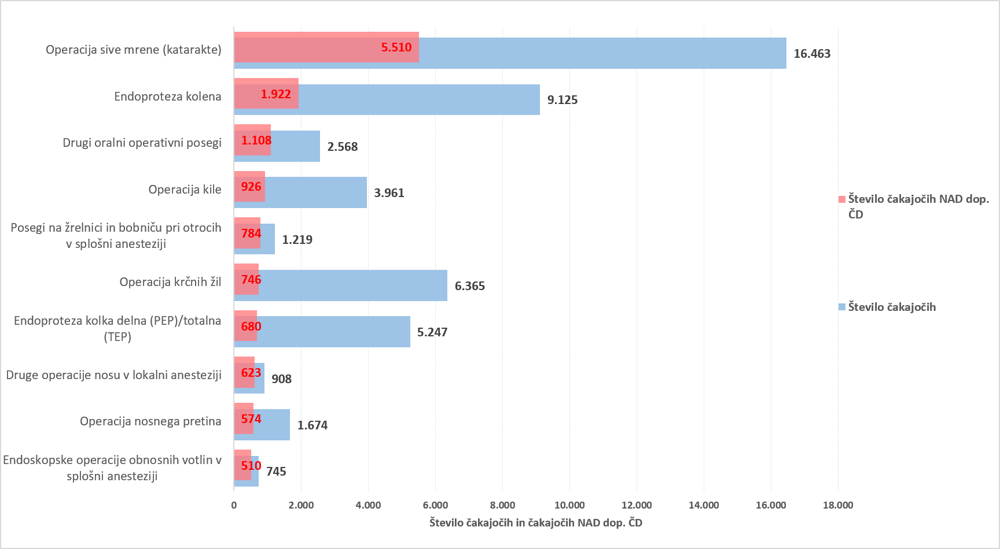 Operacija sive mrene (katarakte)
5.510
16.463
Endoproteza kolena
1.922
9.125
Drugi oralni operativni posegi
1.108
2.568
Operacija kile
926
3.961
Posegi na žrelnici in bobniču pri otrocih
v splošni anesteziji
784
1.219
Operacija krčnih žil
746
6.365
Endoproteza kolka delna (PEP)/totalna
(TEP)
680
5.247
Druge operacije nosu v lokalni anesteziji
623
908
Operacija nosnega pretina
574
1.674
Endoskopske operacije obnosnih votlin v
splošni anesteziji
510
745
0 2.000 4.000 6.000 8.000 10.000 12.000 14.000 16.000 18.000
Število čakajočih in čakajočih NAD dop. ČD
Število čakajočih NAD dop.
ČD
Število čakajočih